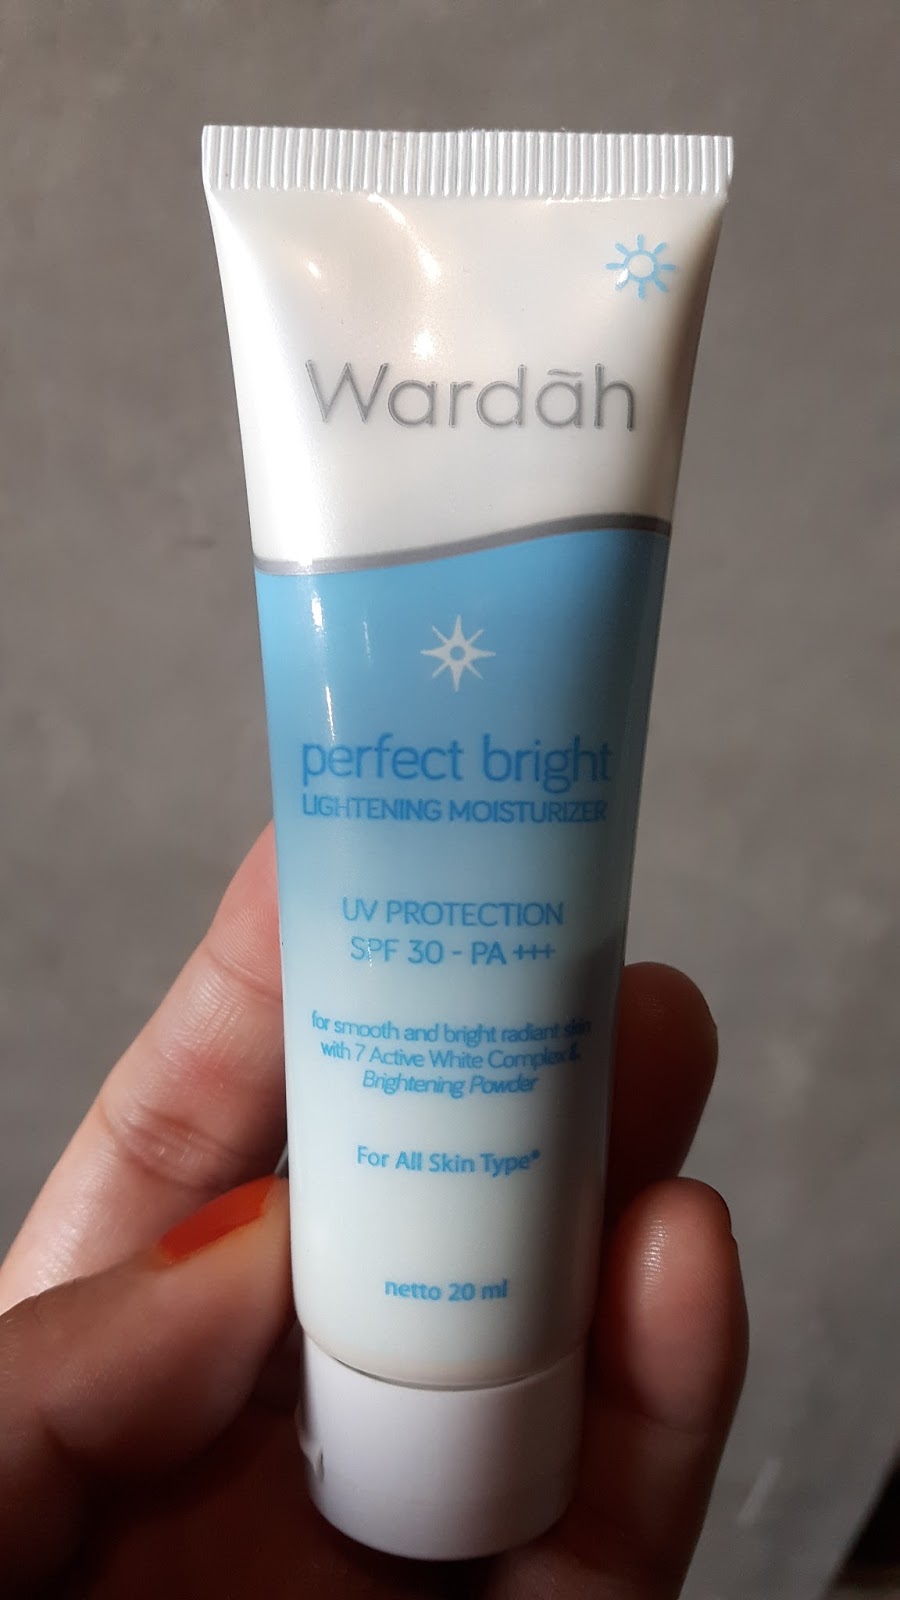 Wardãh
perfect bright
LIGHTENING MOISTURIZER
UV PROTECTION
SPF 30 - PA +++
for smooth and bright radiant skin
with 7 Active White Complex &
Brightening Powder
For All Skin Type*
netto 20 ml